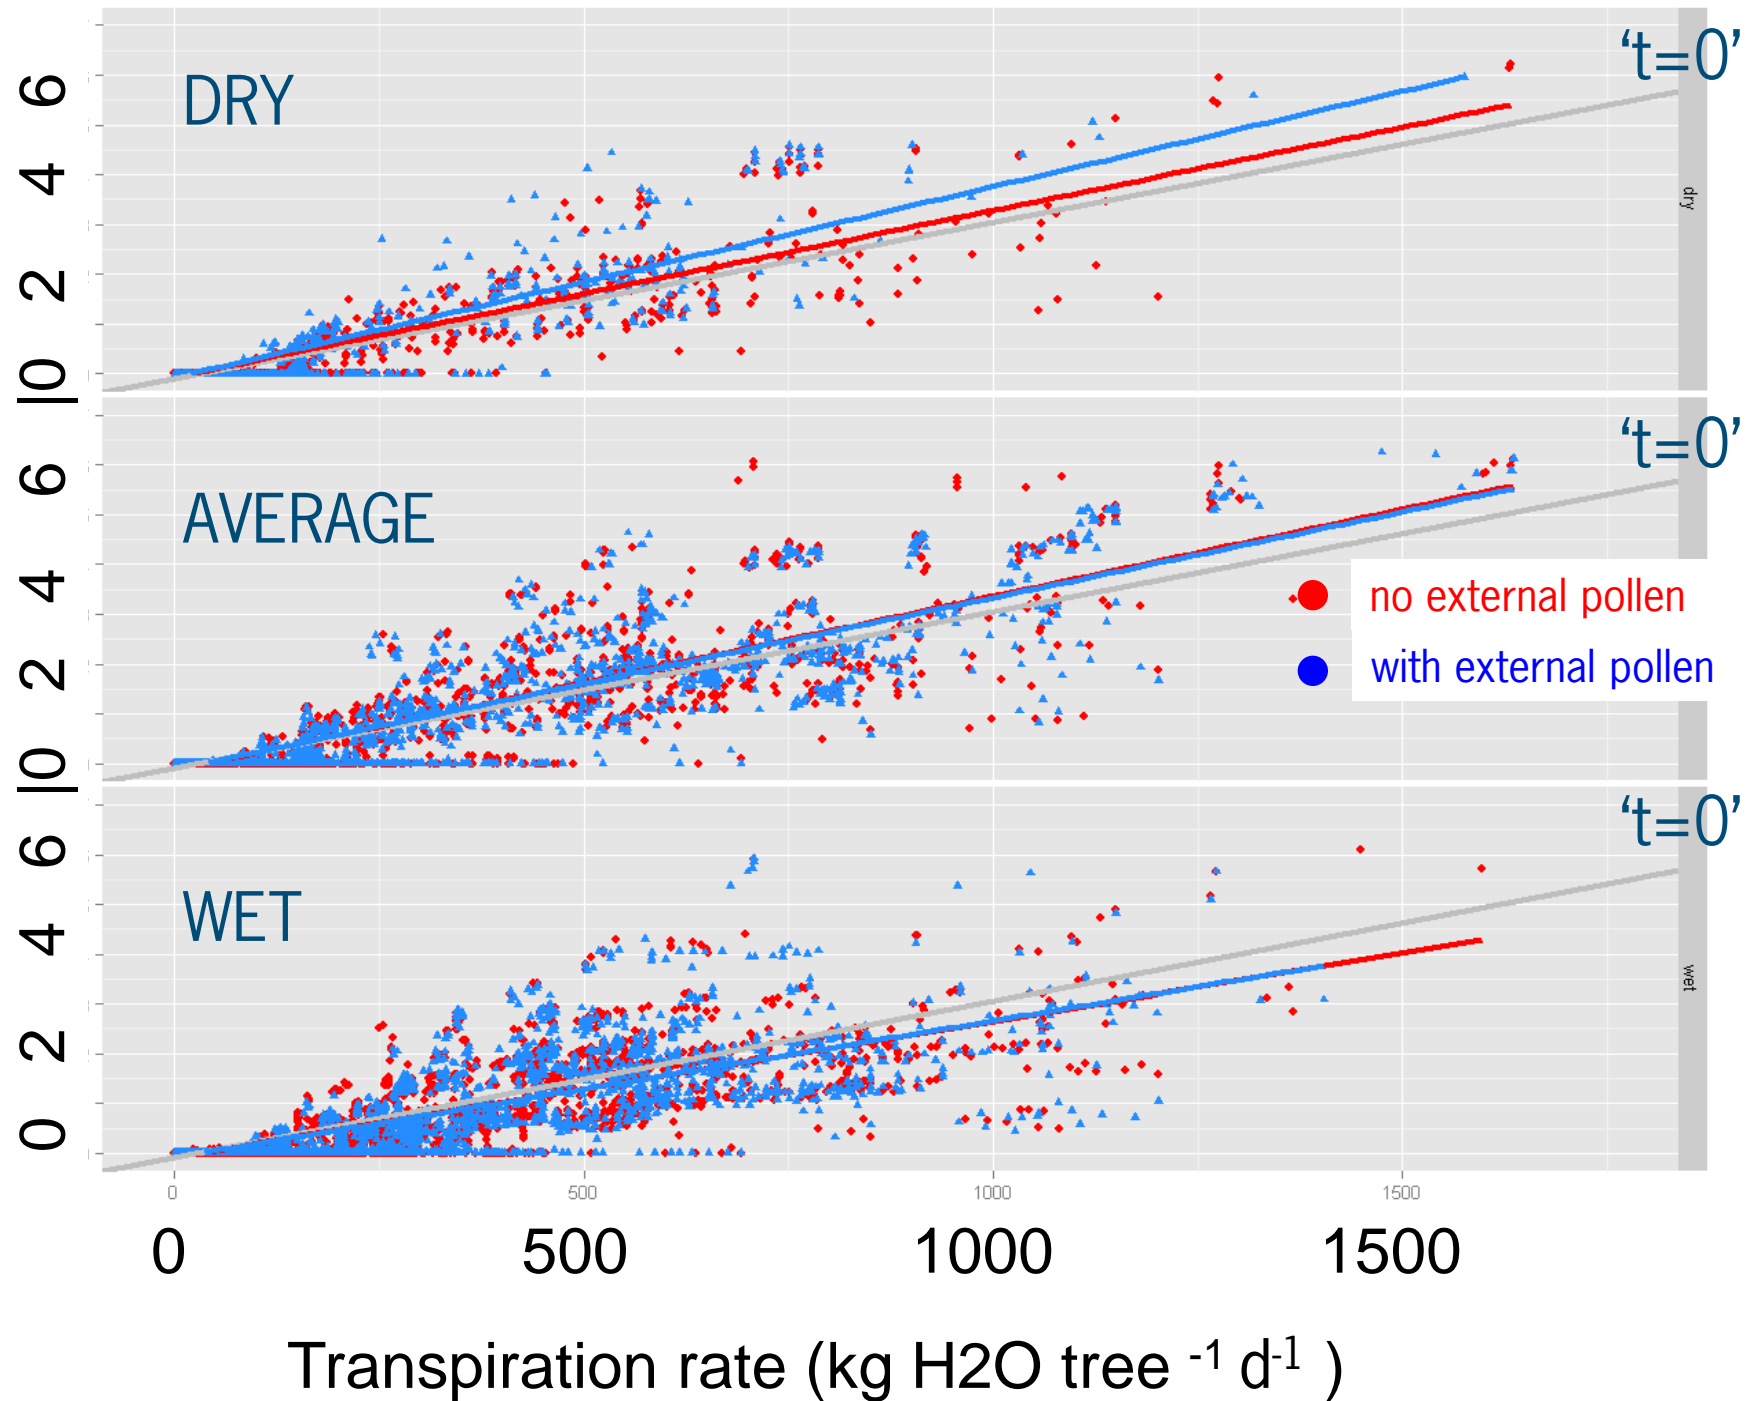 ‘t=0’
6
DRY
4
dry
2
0
‘t=0’
6
AVERAGE
4
no external pollen
2
with external pollen
0
‘t=0’
6
WET
4
wet
2
0
0 500 1000 1500
0 500 1000 1500
Transpiration rate (kg H2O tree -1 d-1 )